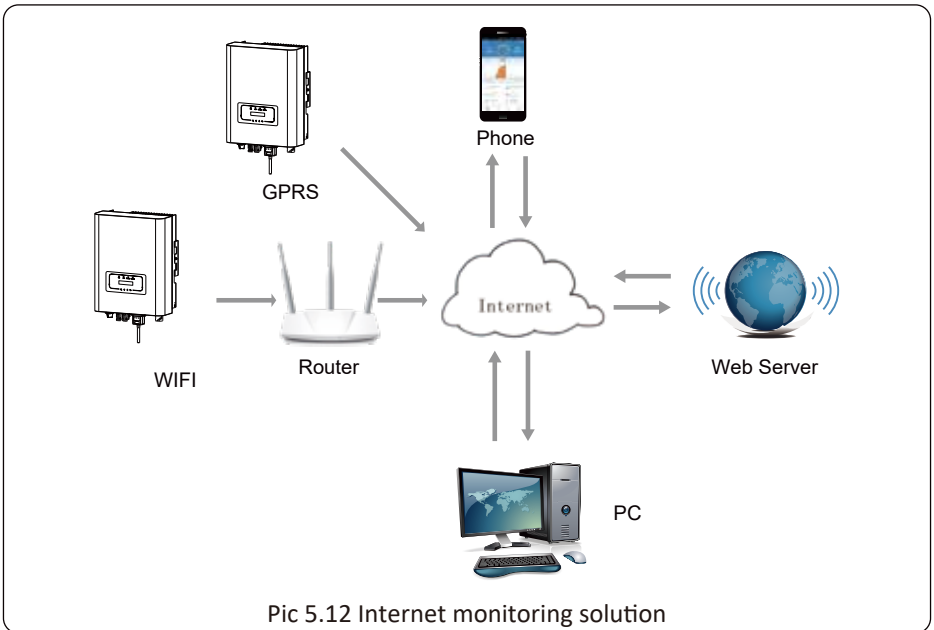 Phone
GPRS
Internet
WIFI
Router
Web Server
PC
Pic 5.12 Internet monitoring solution